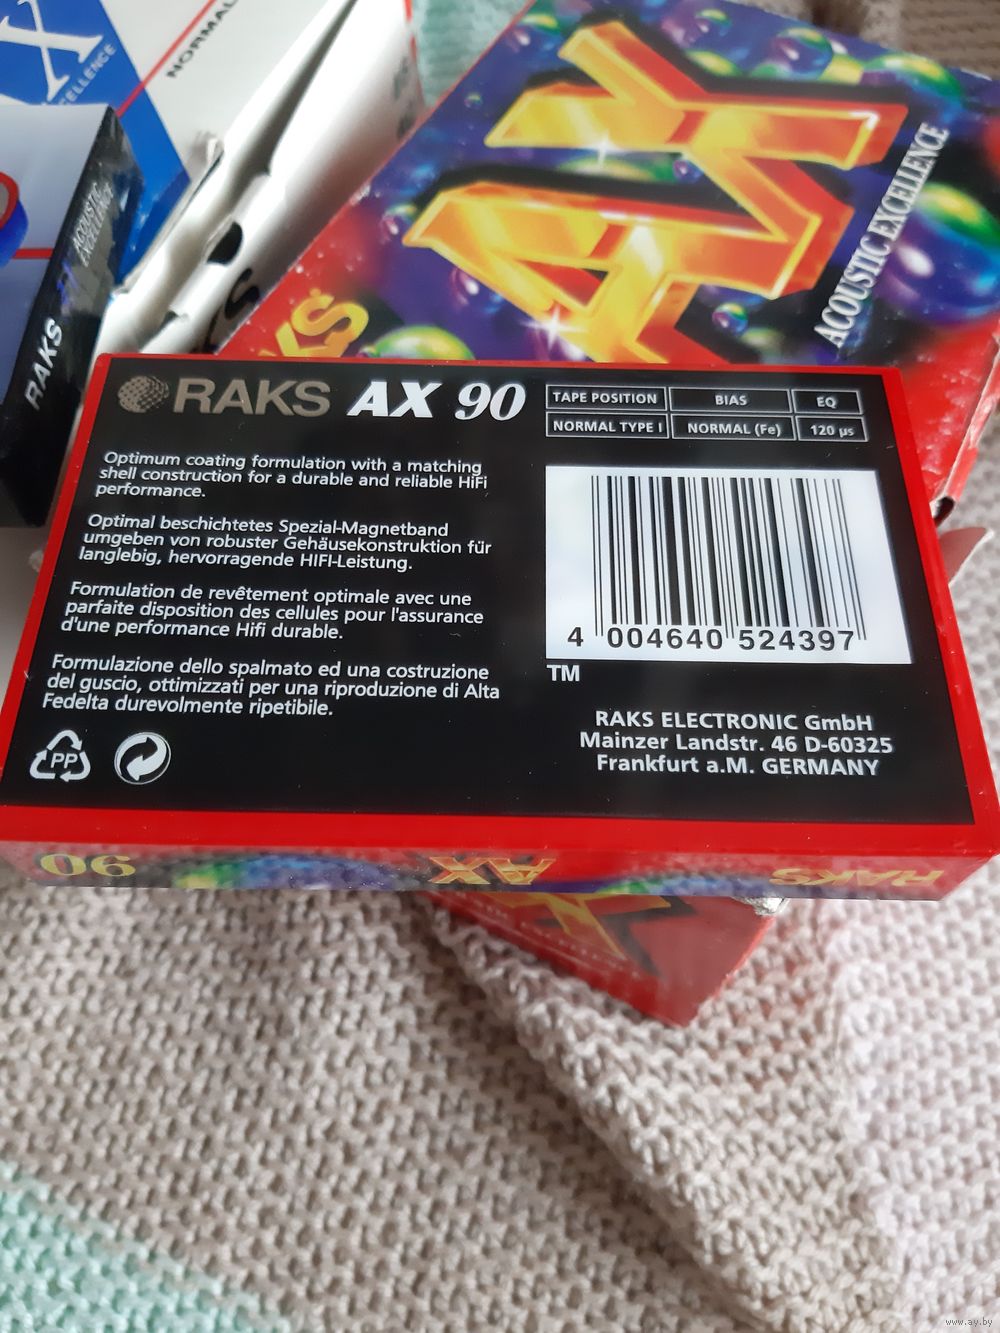 X
EXCELLENCE
NORMAL
ACOUSTIC
EXCELLENCE
RAKS
AX
ACOUSTIC EXCELLENCE
RAKS
RAKS AX 90
TAPE POSITION BIAS EQ
NORMAL TYPE I NORMAL (Fe) 120 µs
Optimum coating formulation with a matching
shell construction for a durable and reliable HiFi
performance.
Optimal beschichtetes Spezial-Magnetband
umgeben von robuster Gehäusekonstruktion für
langlebig, hervorragende HIFI-Leistung.
Formulation de revêtement optimale avec une
parfaite disposition des cellules pour l'assurance
d'une performance Hifi durable.
Formulazione dello spalmato ed una costruzione
del guscio, ottimizzati per una riproduzione di Alta
Fedelta durevolmente ripetibile.
PP
4 004640 524397
TM
RAKS ELECTRONIC GmbH
Mainzer Landstr. 46 D-60325
Frankfurt a.M. GERMANY
90 AX RAKS
www.ay.by